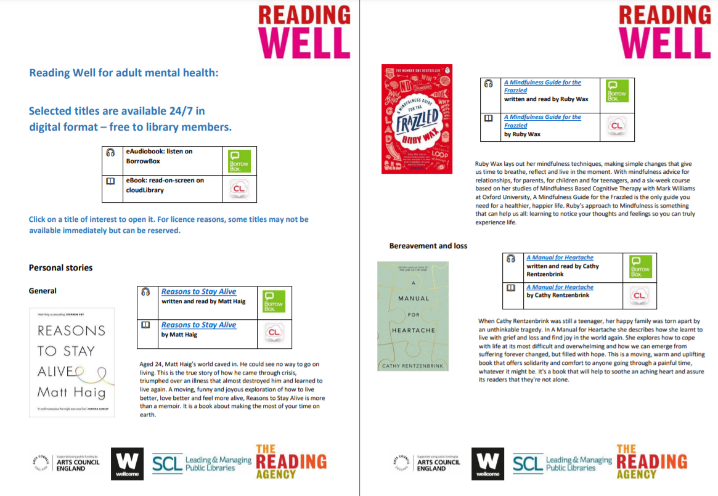 READING
WELL
Reading Well for adult mental health:
Selected titles are available 24/7 in
digital format – free to library members.
eAudiobook: listen on
BorrowBox
Borrow
Box
eBook: read-on-screen on
cloudLibrary
CL
Click on a title of interest to open it. For licence reasons, some titles may not be
available immediately but can be reserved.
Personal stories
General
Reasons to Stay Alive
written and read by Matt Haig
Borrow
Box
Reasons to Stay Alive
by Matt Haig
CL
REASONS
TO STAY
ALIVE
Matt Haig
Aged 24, Matt Haig's world caved in. He could see no way to go on
living. This is the true story of how he came through crisis,
triumphed over an illness that almost destroyed him and learned to
live again. A moving, funny and joyous exploration of how to live
better, love better and feel more alive, Reasons to Stay Alive is more
than a memoir. It is a book about making the most of your time on
earth.
ARTS COUNCIL
ENGLAND
W
wellcome
SCL Leading & Managing
Public Libraries
THE
READING
AGENCY
READING
WELL
A MINDFULNESS GUIDE
FOR THE
FRAZZLED
RUBY WAX
A Mindfulness Guide for the
Frazzled
written and read by Ruby Wax
Borrow
Box
A Mindfulness Guide for the
Frazzled
by Ruby Wax
CL
Ruby Wax lays out her mindfulness techniques, making simple changes that give
us time to breathe, reflect and live in the moment. With mindfulness advice for
relationships, for parents, for children and for teenagers, and a six-week course
based on her studies of Mindfulness Based Cognitive Therapy with Mark Williams
at Oxford University, A Mindfulness Guide for the Frazzled is the only guide you
need for a healthier, happier life. Ruby's approach to Mindfulness is something
that can help us all: learning to notice your thoughts and feelings so you can truly
experience life.
Bereavement and loss
A
MANUAL
FOR
HEARTACHE
CATHY RENTZENBRINK
A Manual for Heartache
written and read by Cathy
Rentzenbrink
Borrow
Box
A Manual for Heartache
by Cathy Rentzenbrink
CL
When Cathy Rentzenbrink was still a teenager, her happy family was torn apart by
an unthinkable tragedy. In A Manual for Heartache she describes how she learnt to
live with grief and loss and find joy in the world again. She explores how to cope
with life at its most difficult and overwhelming and how we can emerge from
suffering forever changed, but filled with hope. This is a moving, warm and uplifting
book that offers solidarity and comfort to anyone going through a painful time,
whatever it might be. It's a book that will help to soothe an aching heart and assure
its readers that they're not alone.
ARTS COUNCIL
ENGLAND
W
wellcome
SCL Leading & Managing
Public Libraries
THE
READING
AGENCY